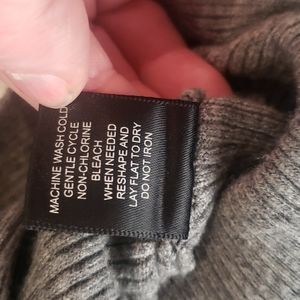 MACHINE WASH COLD
GENTLE CYCLE
NON-CHLORINE
BLEACH
WHEN NEEDED
RESHAPE AND
LAY FLAT TO DRY
DO NOT IRON